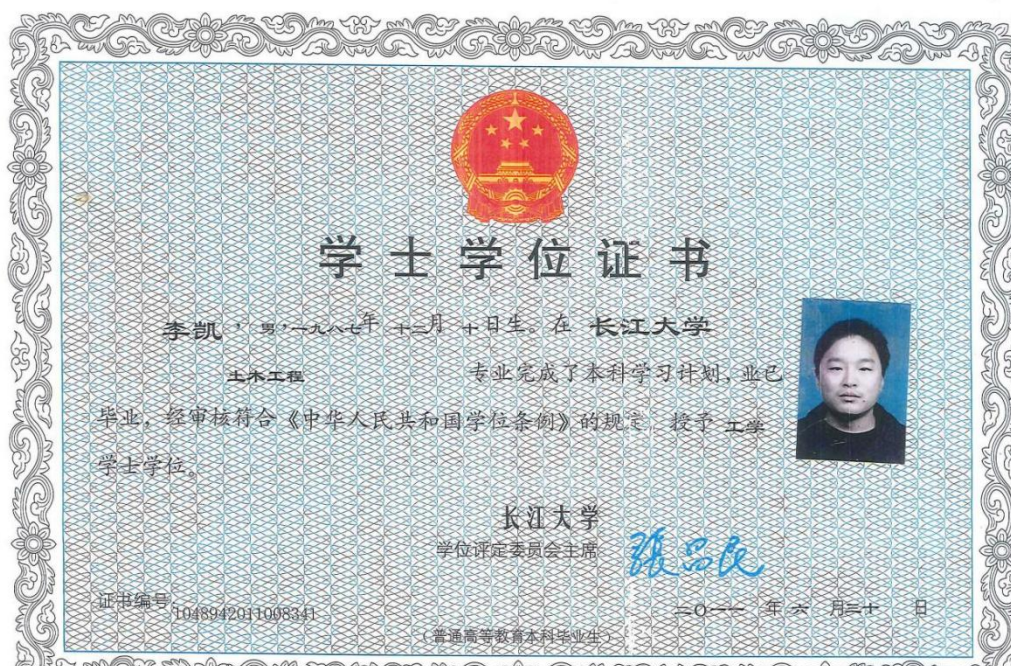 学士学位证书
李凯，男，一九八七年 十二月 十日生。在 长江大学
土木工程 专业完成了本科学习计划，业已
毕业，经审核符合《中华人民共和国学位条例》的规定，授予 工学
学士学位。
长江大学
学位评定委员会主席 張昌民
证书编号 1048942011008341
二〇一一 年 六 月 三十 日
（普通高等教育本科毕业生）